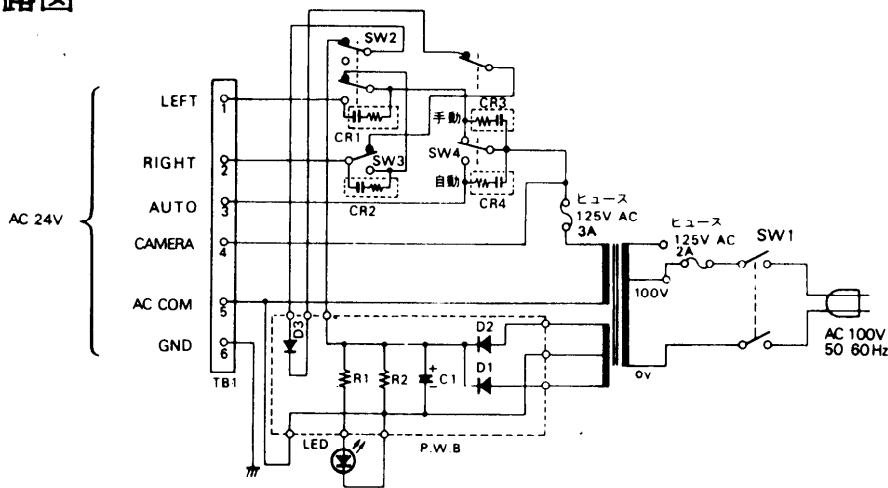 路図
SW2
LEFT
1
CR1
手動
CR3
RIGHT
2
SW3
SW4
自動
CR2
CR4
AUTO
3
AC 24V
CAMERA
4
ヒュース
125V AC
3A
ヒュース
125V AC
2A
SW1
100V
AC COM
5
D3
D2
AC 100V
50 60Hz
GND
6
R1
R2
+
C1
-
D1
0V
TB1
LED
P.W.B